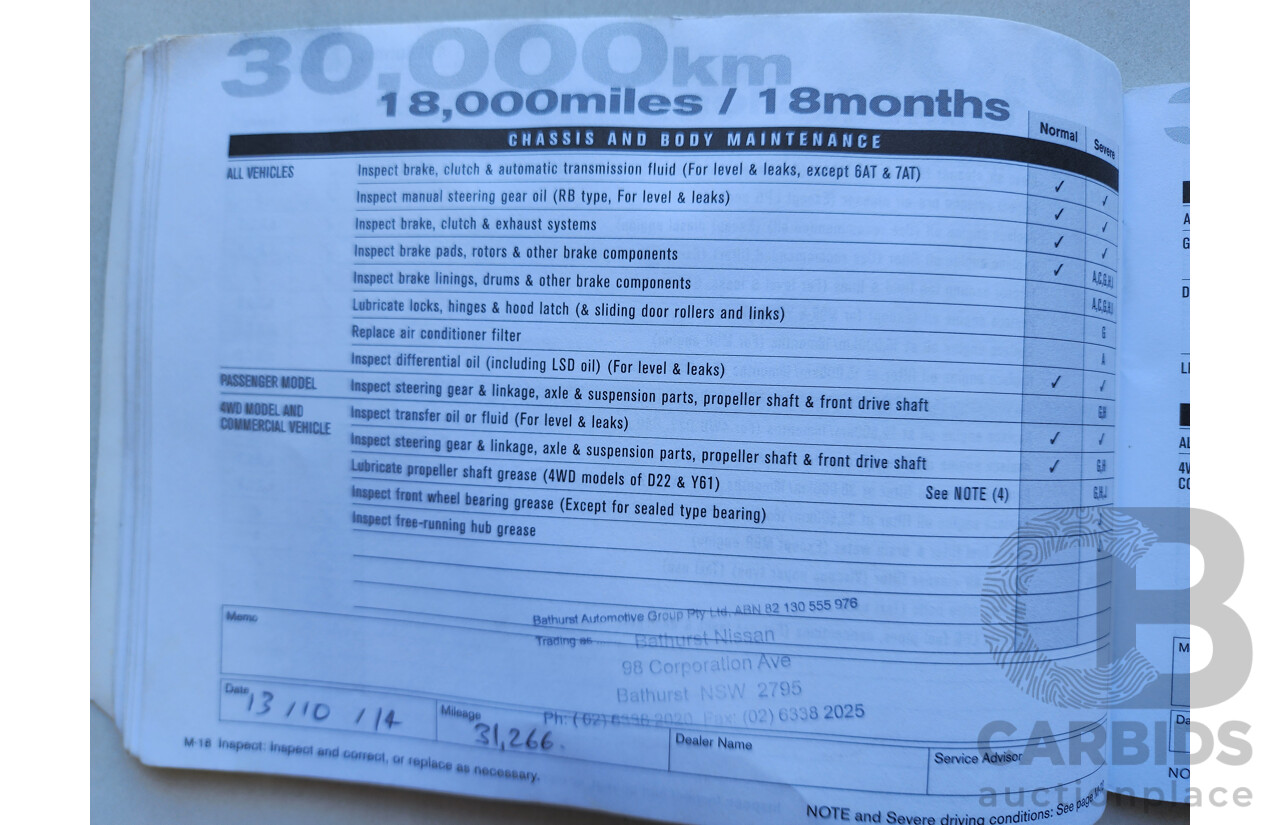 30,000km
18,000miles / 18months
CHASSIS AND BODY MAINTENANCE Normal Severe
ALL VEHICLES Inspect brake, clutch & automatic transmission fluid (For level & leaks, except 6AT & 7AT) ✓ ✓
Inspect manual steering gear oil (RB type, For level & leaks) ✓ ✓
Inspect brake, clutch & exhaust systems ✓ ✓
Inspect brake pads, rotors & other brake components ✓ A,C,G,H,I
Inspect brake linings, drums & other brake components A,C,G,H,I
Lubricate locks, hinges & hood latch (& sliding door rollers and links) G
Replace air conditioner filter A
Inspect differential oil (including LSD oil) (For level & leaks) ✓ ✓
PASSENGER MODEL Inspect steering gear & linkage, axle & suspension parts, propeller shaft & front drive shaft G,H
4WD MODEL AND Inspect transfer oil or fluid (For level & leaks) ✓ ✓
COMMERCIAL VEHICLE Inspect steering gear & linkage, axle & suspension parts, propeller shaft & front drive shaft ✓ G,H
Lubricate propeller shaft grease (4WD models of D22 & Y61) See NOTE (4) G,H,J
Inspect front wheel bearing grease (Except for sealed type bearing)
Inspect free-running hub grease
Memo
Bathurst Automotive Group Pty Ltd. ABN 82 130 555 976
Trading as Bathurst Nissan
98 Corporation Ave
Bathurst NSW 2795
Ph: (02) Fax: (02) 6338 2025
Date 13/10/14 Mileage 31,266. Dealer Name Service Advisor
M-18 Inspect: Inspect and correct, or replace as necessary.
NOTE and Severe driving conditions: See page
CARBIDS
auctionplace